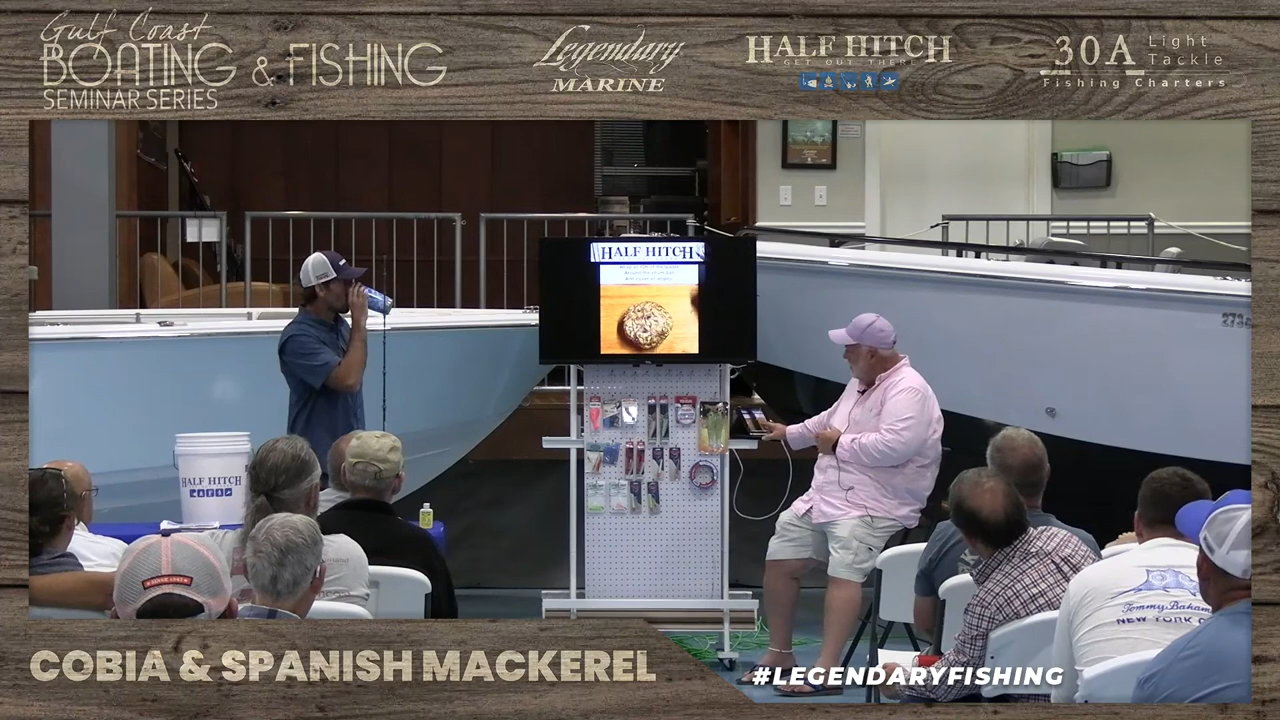 Gulf Coast
BOATING & FISHING
SEMINAR SERIES
Legendary
MARINE
HALF HITCH
GET OUT THERE
30A Light
Tackle
Fishing Charters
HALF HITCH
HALF HITCH
Tommy Bahama
NEW YORK
COBIA & SPANISH MACKEREL
#LEGENDARYFISHING